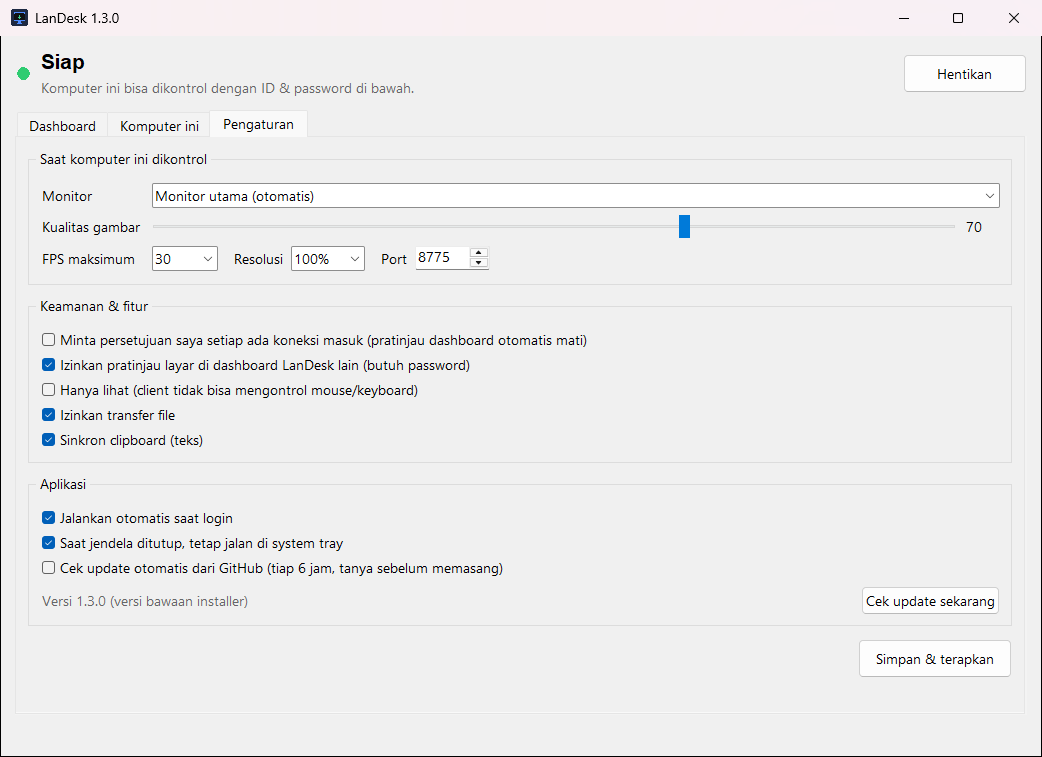 LanDesk 1.3.0
Siap
Komputer ini bisa dikontrol dengan ID & password di bawah.
Hentikan
Dashboard Komputer ini Pengaturan
Saat komputer ini dikontrol
Monitor Monitor utama (otomatis)
Kualitas gambar 70
FPS maksimum 30 Resolusi 100% Port 8775
Keamanan & fitur
Minta persetujuan saya setiap ada koneksi masuk (pratinjau dashboard otomatis mati)
Izinkan pratinjau layar di dashboard LanDesk lain (butuh password)
Hanya lihat (client tidak bisa mengontrol mouse/keyboard)
Izinkan transfer file
Sinkron clipboard (teks)
Aplikasi
Jalankan otomatis saat login
Saat jendela ditutup, tetap jalan di system tray
Cek update otomatis dari GitHub (tiap 6 jam, tanya sebelum memasang)
Versi 1.3.0 (versi bawaan installer) Cek update sekarang
Simpan & terapkan